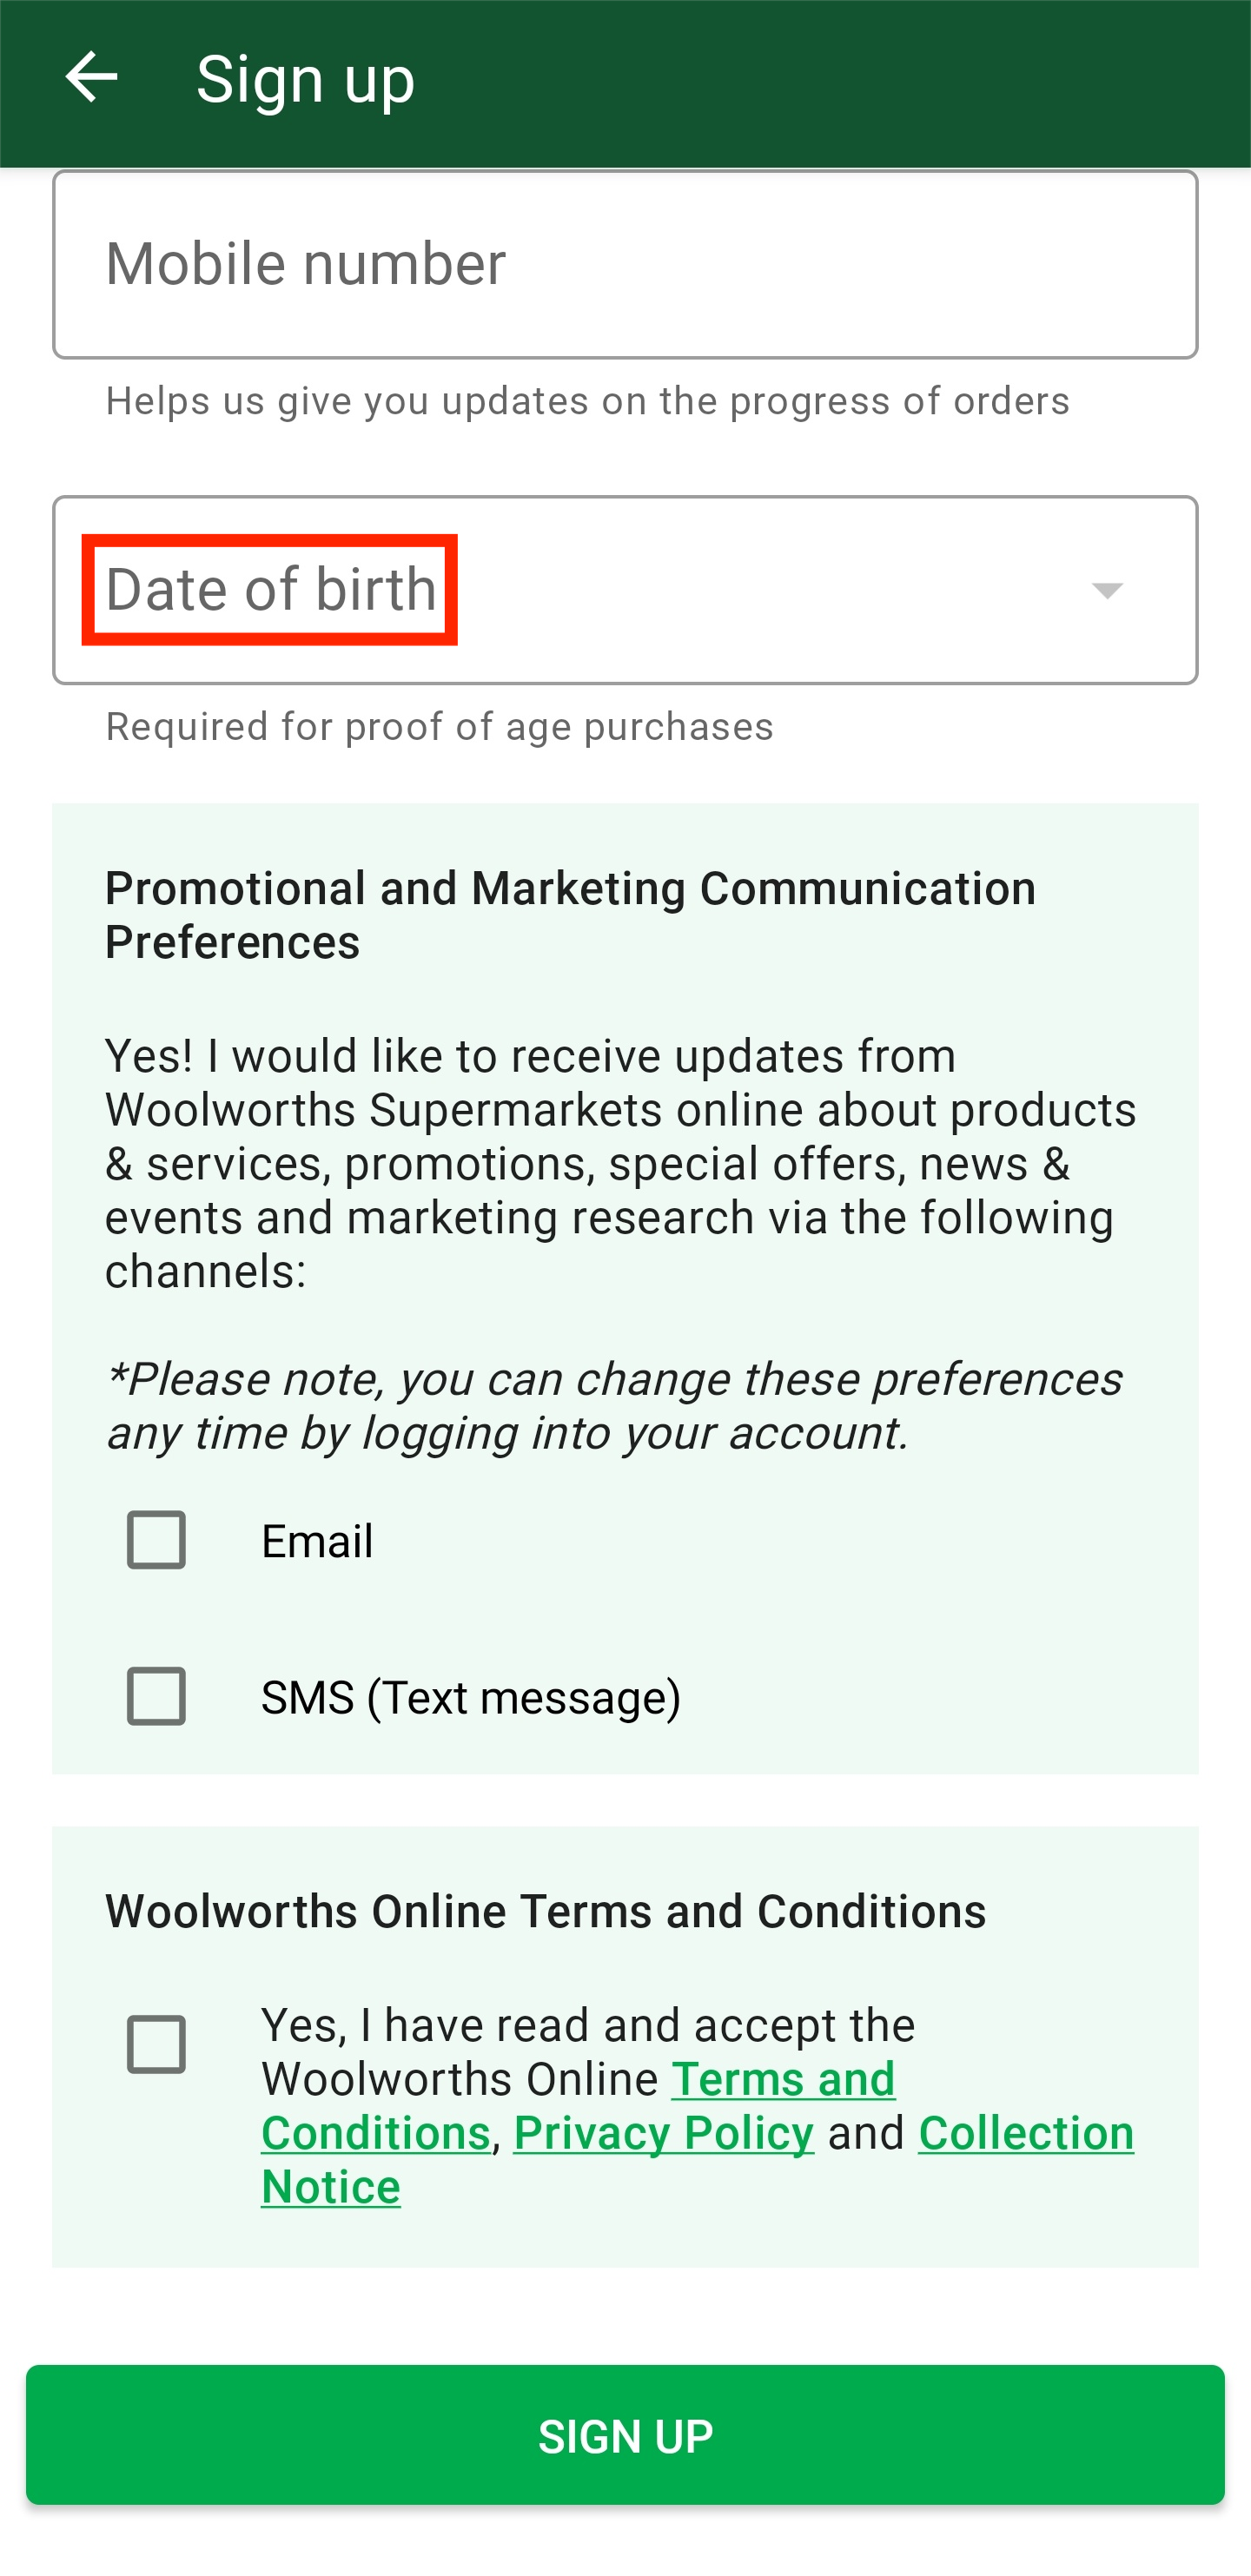 Sign up
Mobile number
Helps us give you updates on the progress of orders
Date of birth
Required for proof of age purchases
Promotional and Marketing Communication
Preferences
Yes! I would like to receive updates from
Woolworths Supermarkets online about products
& services, promotions, special offers, news &
events and marketing research via the following
channels:
*Please note, you can change these preferences
any time by logging into your account.
Email
SMS (Text message)
Woolworths Online Terms and Conditions
Yes, I have read and accept the
Woolworths Online Terms and
Conditions, Privacy Policy and Collection
Notice
SIGN UP